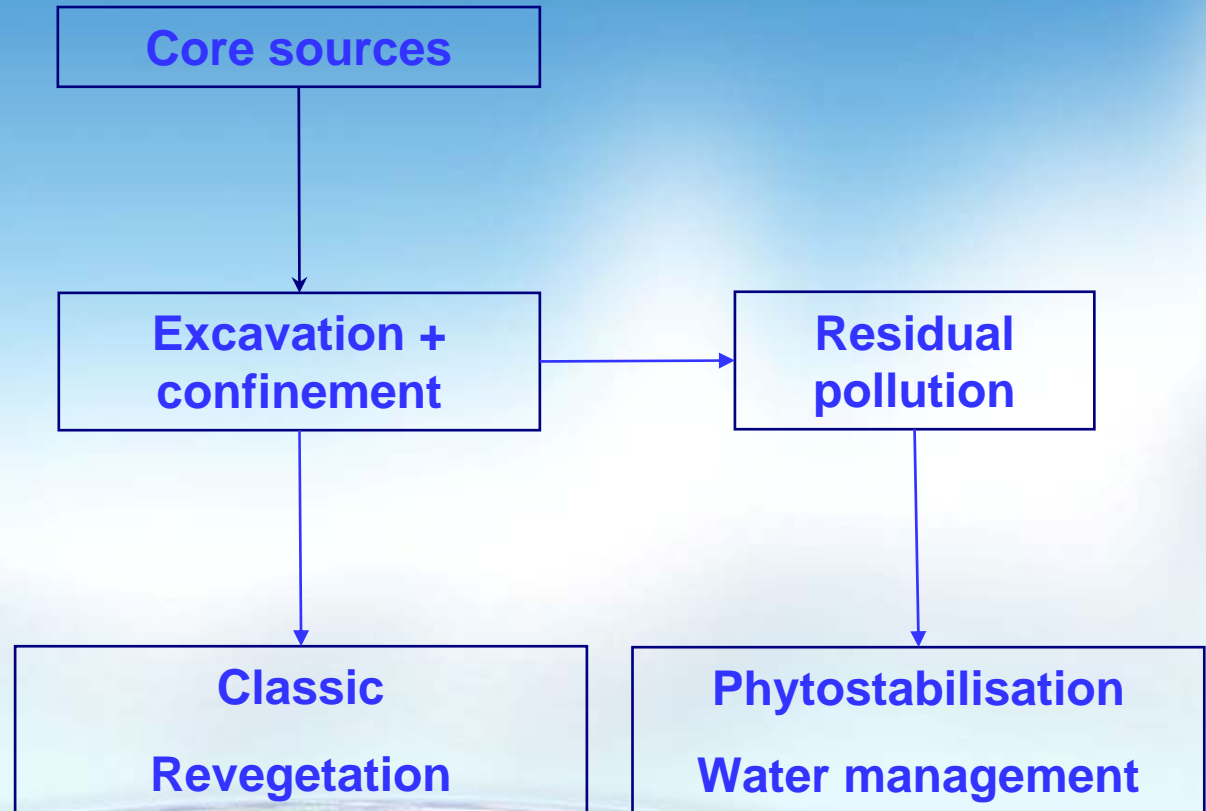 Core sources
Excavation +
confinement
Residual
pollution
Classic
Revegetation
Phytostabilisation
Water management